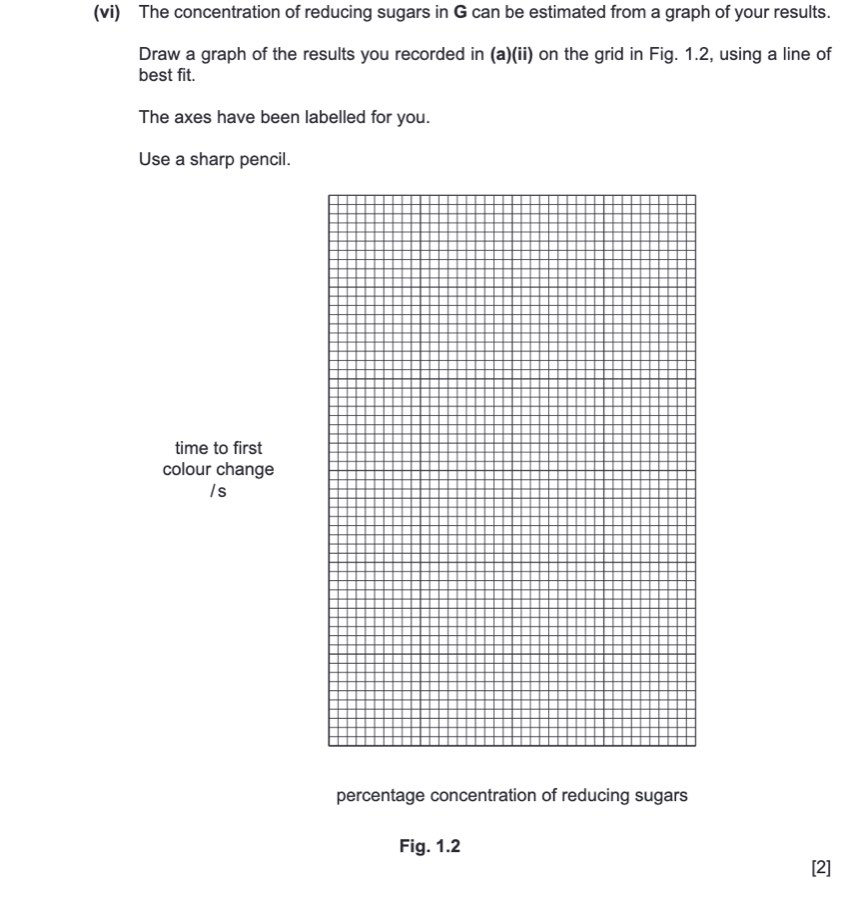 (vi) The concentration of reducing sugars in G can be estimated from a graph of your results.
Draw a graph of the results you recorded in (a)(ii) on the grid in Fig. 1.2, using a line of
best fit.
The axes have been labelled for you.
Use a sharp pencil.
time to first
colour change
/s
percentage concentration of reducing sugars
Fig. 1.2
[2]